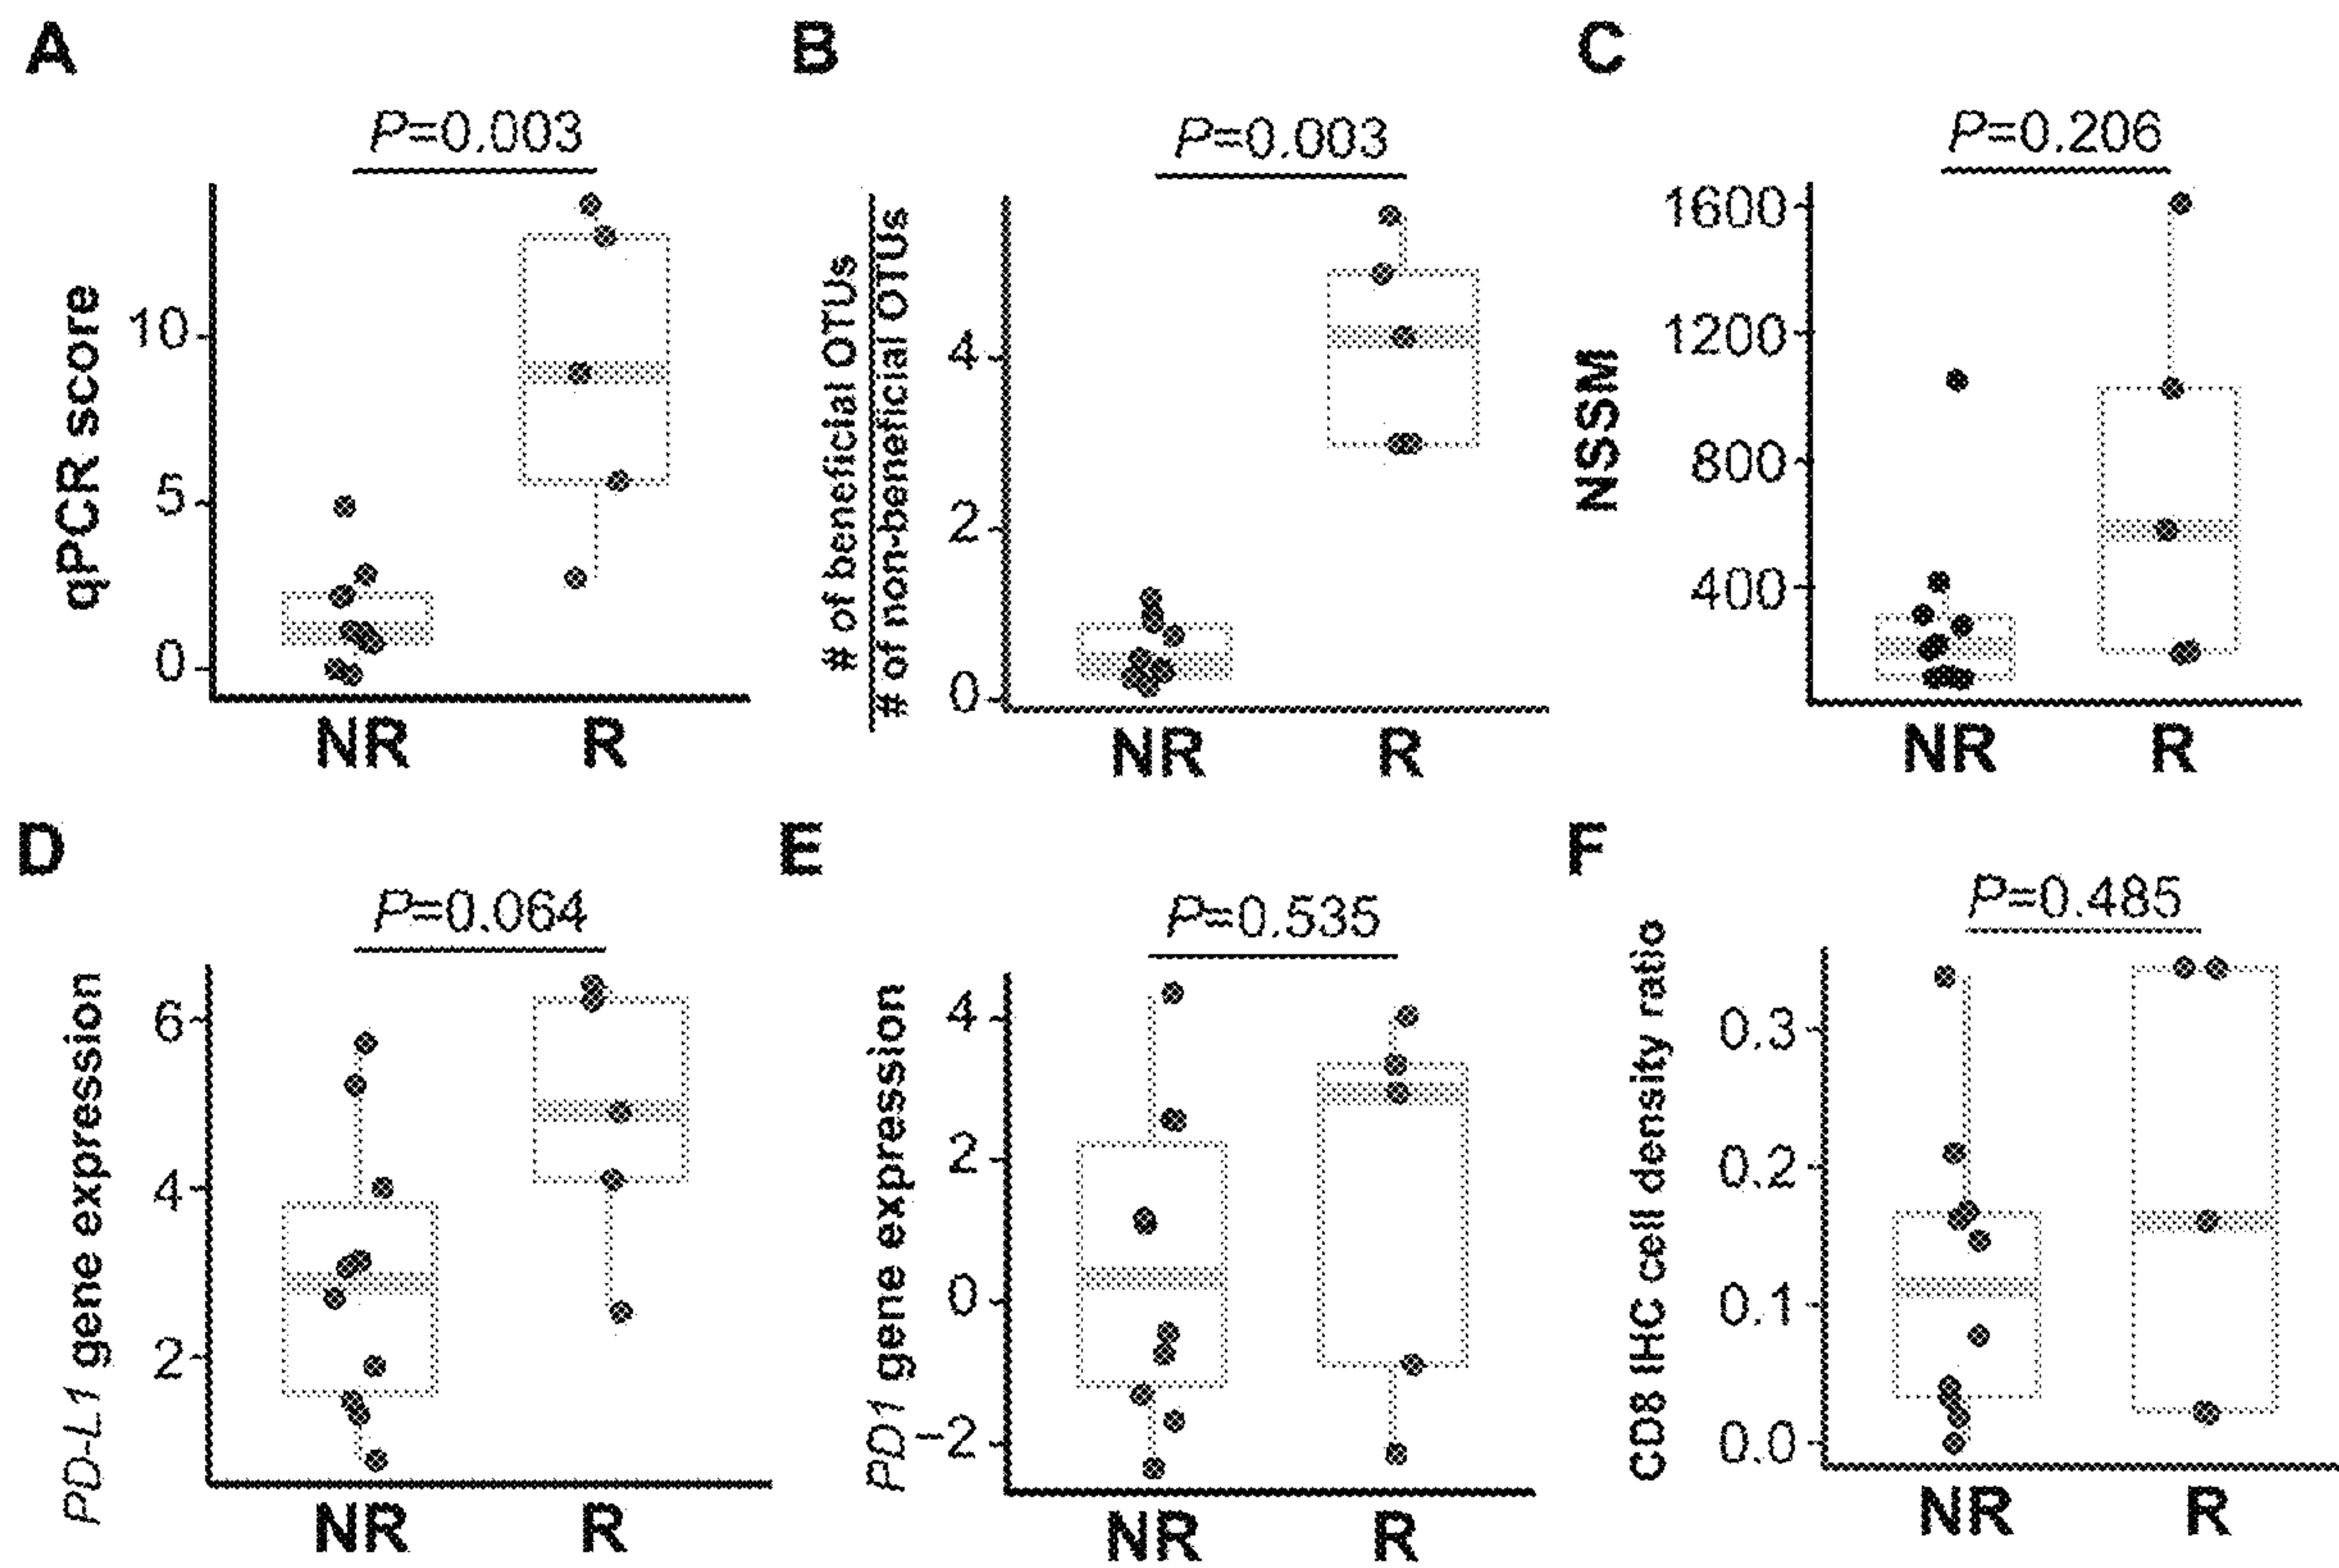 A
P=0.003
qPCR score
10
5
0
NR R
B
P=0.003
# of beneficial OTUs
# of non-beneficial OTUs
4
2
0
NR R
C
P=0.206
NSSM
1600
1200
800
400
NR R
D
P=0.064
PD-L1 gene expression
6
4
2
NR R
E
P=0.535
PD1 gene expression
4
2
0
-2
NR R
F
P=0.485
CD8 IHC cell density ratio
0.3
0.2
0.1
0.0
NR R